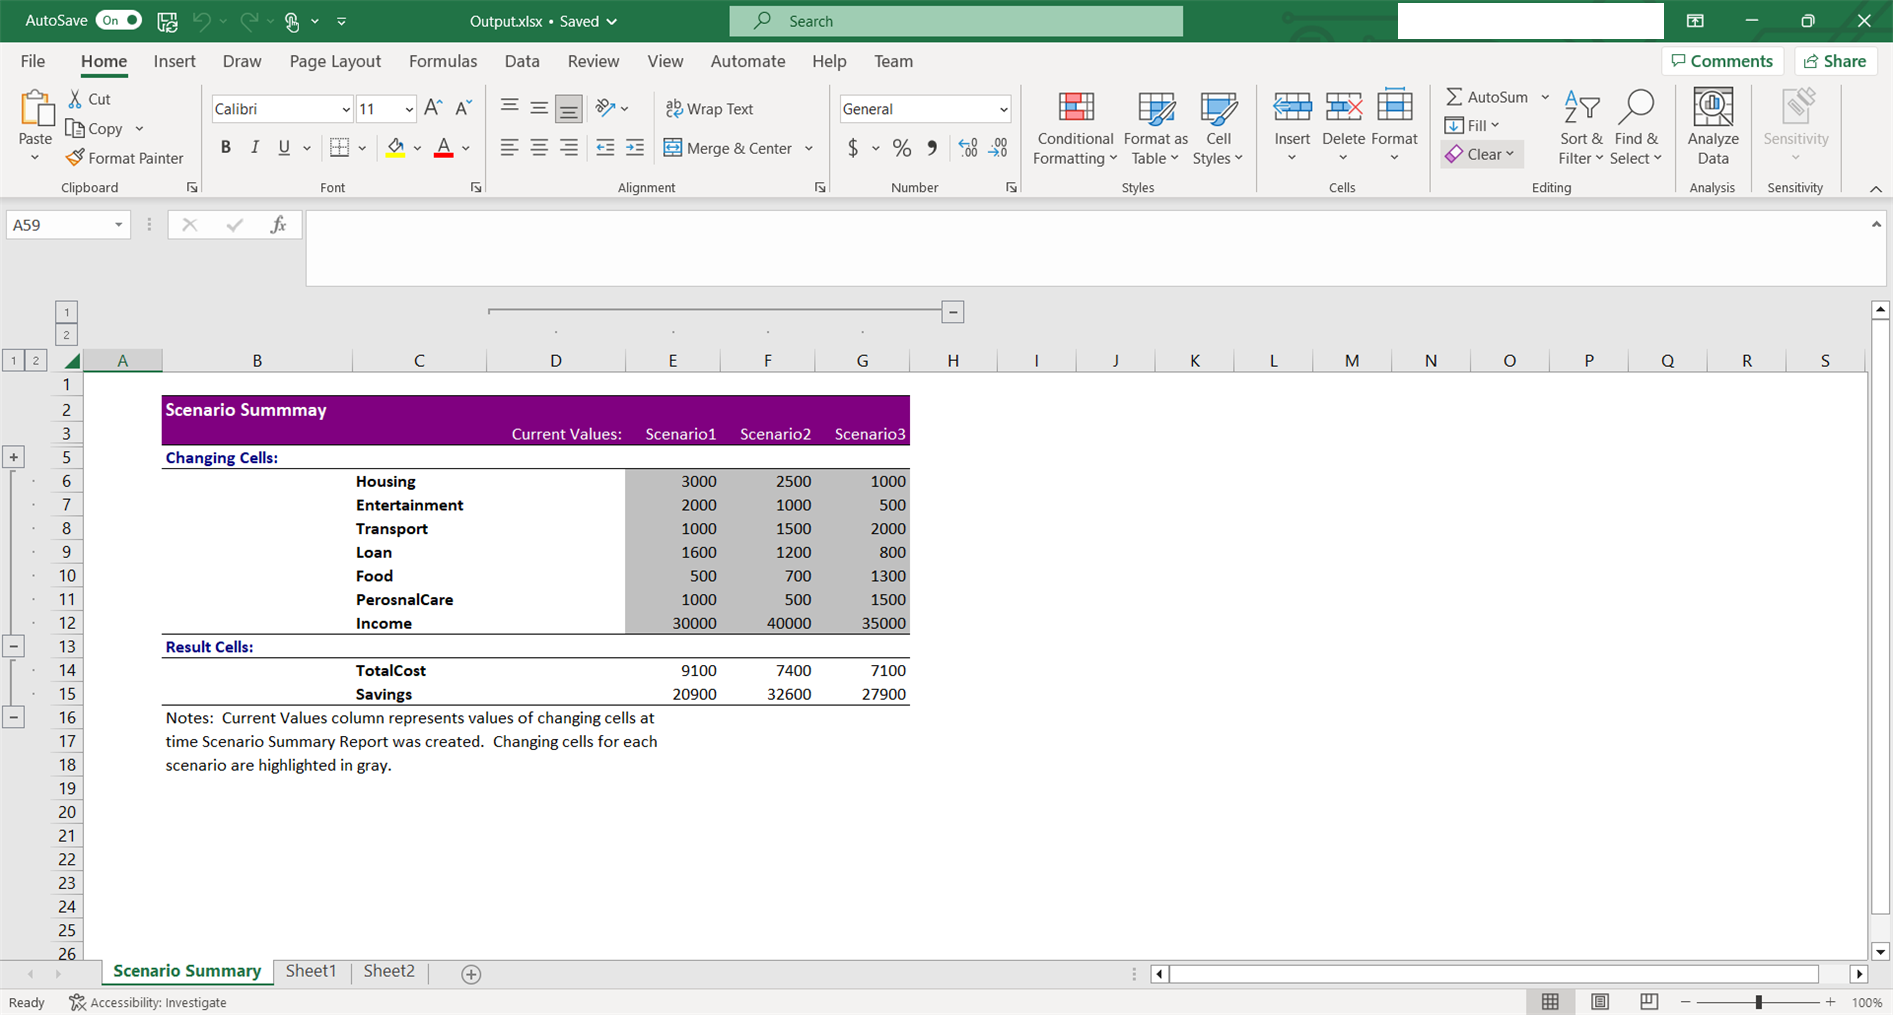 AutoSave On Output.xlsx • Saved Search
File Home Insert Draw Page Layout Formulas Data Review View Automate Help Team Comments Share
Paste Cut Copy Format Painter Clipboard
Calibri 11 B I U A Font
Wrap Text Merge & Center Alignment
General $ % Number
Conditional Formatting Format as Table Cell Styles Styles
Insert Delete Format Cells
AutoSum Fill Clear Sort & Filter Find & Select Editing
Analyze Data Analysis
Sensitivity Sensitivity
A59 fx
1
2
1 2 A B C D E F G H I J K L M N O P Q R S
1
2 Scenario Summmay
3 Current Values: Scenario1 Scenario2 Scenario3
5 Changing Cells:
6 Housing 3000 2500 1000
7 Entertainment 2000 1000 500
8 Transport 1000 1500 2000
9 Loan 1600 1200 800
10 Food 500 700 1300
11 PerosnalCare 1000 500 1500
12 Income 30000 40000 35000
13 Result Cells:
14 TotalCost 9100 7400 7100
15 Savings 20900 32600 27900
16 Notes: Current Values column represents values of changing cells at
17 time Scenario Summary Report was created. Changing cells for each
18 scenario are highlighted in gray.
19
20
21
22
23
24
25
26
Scenario Summary Sheet1 Sheet2
Ready Accessibility: Investigate 100%